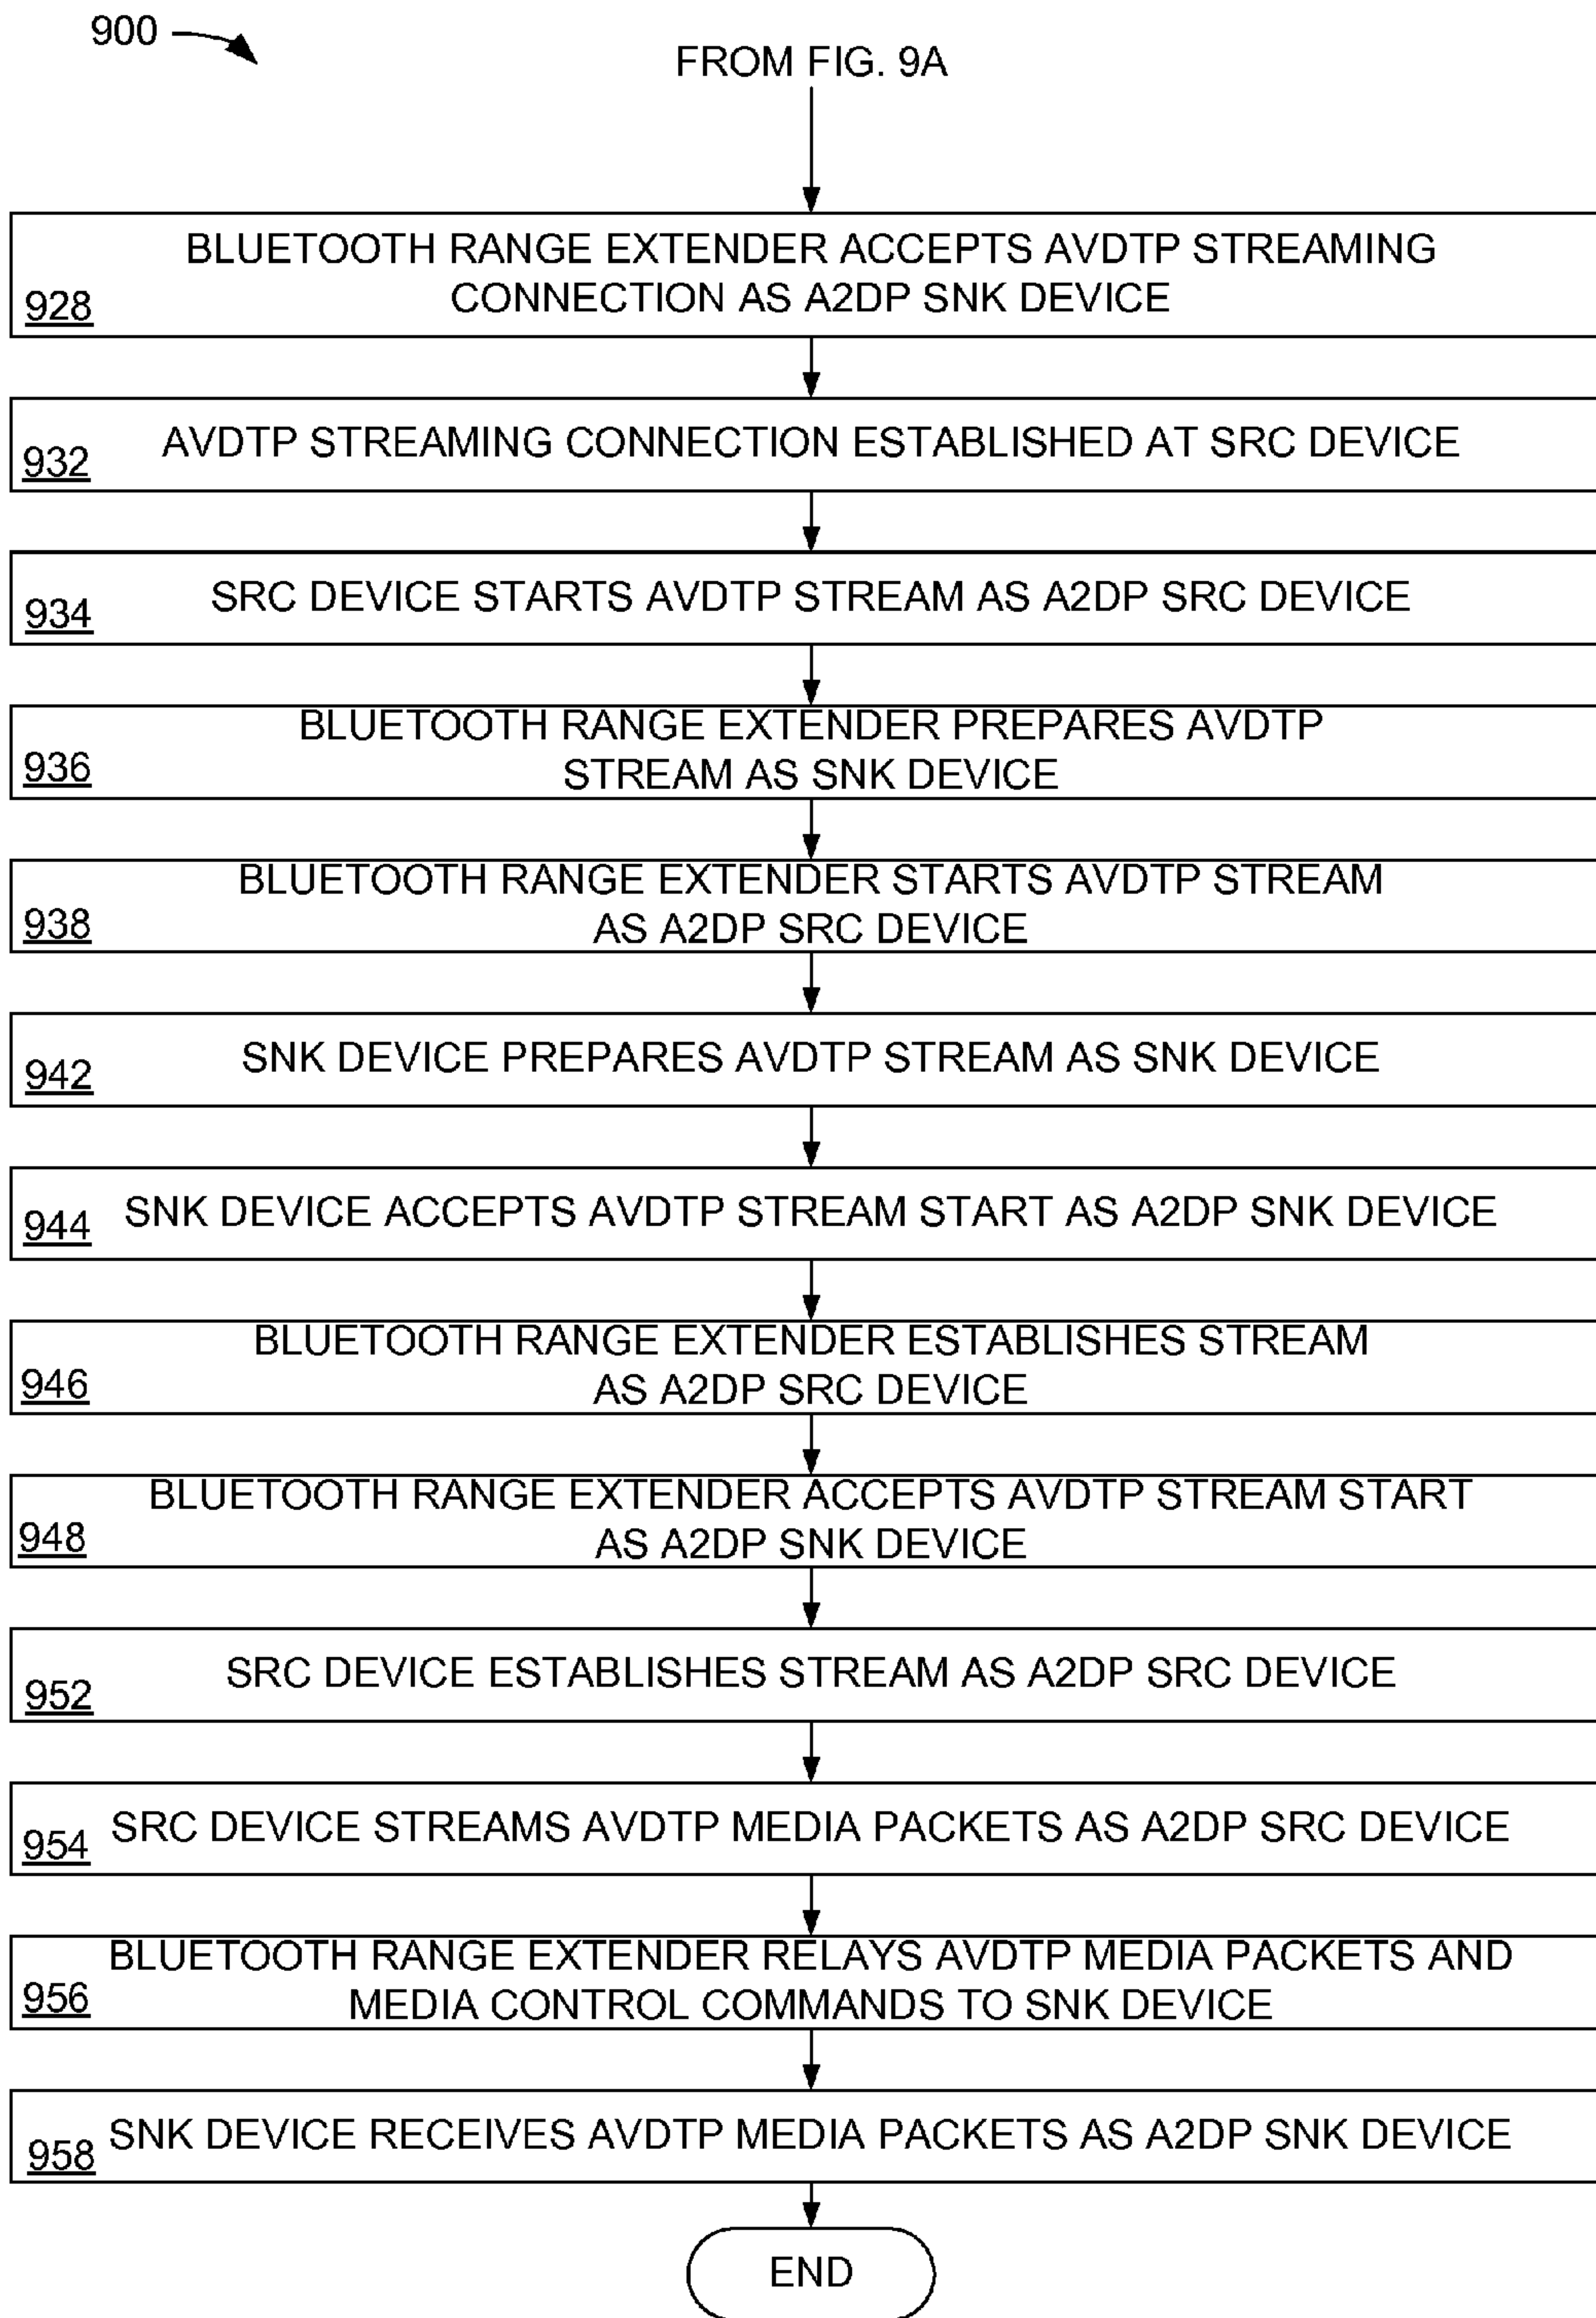 900
FROM FIG. 9A
BLUETOOTH RANGE EXTENDER ACCEPTS AVDTP STREAMING
CONNECTION AS A2DP SNK DEVICE
928
AVDTP STREAMING CONNECTION ESTABLISHED AT SRC DEVICE
932
SRC DEVICE STARTS AVDTP STREAM AS A2DP SRC DEVICE
934
BLUETOOTH RANGE EXTENDER PREPARES AVDTP
STREAM AS SNK DEVICE
936
BLUETOOTH RANGE EXTENDER STARTS AVDTP STREAM
AS A2DP SRC DEVICE
938
SNK DEVICE PREPARES AVDTP STREAM AS SNK DEVICE
942
SNK DEVICE ACCEPTS AVDTP STREAM START AS A2DP SNK DEVICE
944
BLUETOOTH RANGE EXTENDER ESTABLISHES STREAM
AS A2DP SRC DEVICE
946
BLUETOOTH RANGE EXTENDER ACCEPTS AVDTP STREAM START
AS A2DP SNK DEVICE
948
SRC DEVICE ESTABLISHES STREAM AS A2DP SRC DEVICE
952
SRC DEVICE STREAMS AVDTP MEDIA PACKETS AS A2DP SRC DEVICE
954
BLUETOOTH RANGE EXTENDER RELAYS AVDTP MEDIA PACKETS AND
MEDIA CONTROL COMMANDS TO SNK DEVICE
956
SNK DEVICE RECEIVES AVDTP MEDIA PACKETS AS A2DP SNK DEVICE
958
END